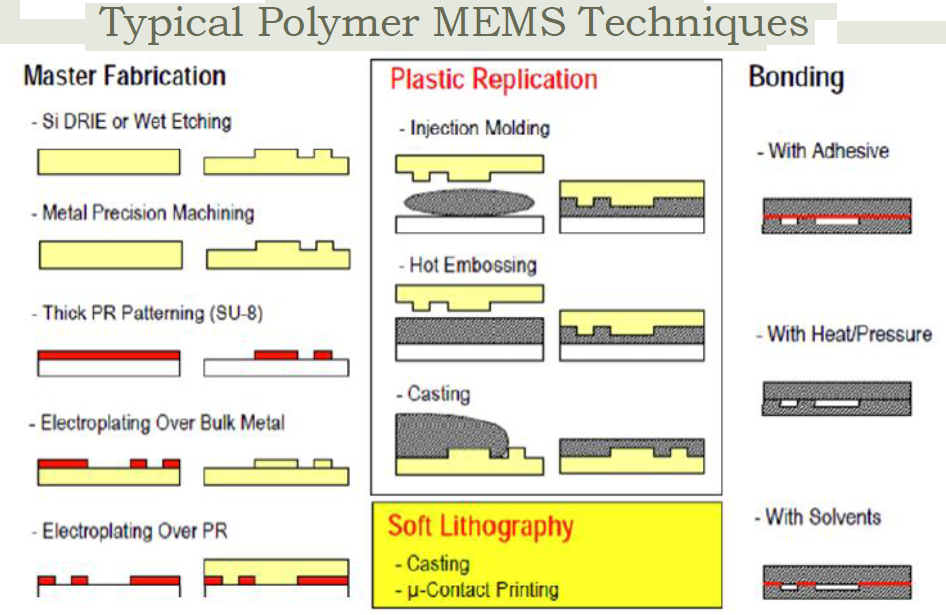 Typical Polymer MEMS Techniques
Master Fabrication
- Si DRIE or Wet Etching
- Metal Precision Machining
- Thick PR Patterning (SU-8)
- Electroplating Over Bulk Metal
- Electroplating Over PR
Plastic Replication
- Injection Molding
- Hot Embossing
- Casting
Soft Lithography
- Casting
- μ-Contact Printing
Bonding
- With Adhesive
- With Heat/Pressure
- With Solvents